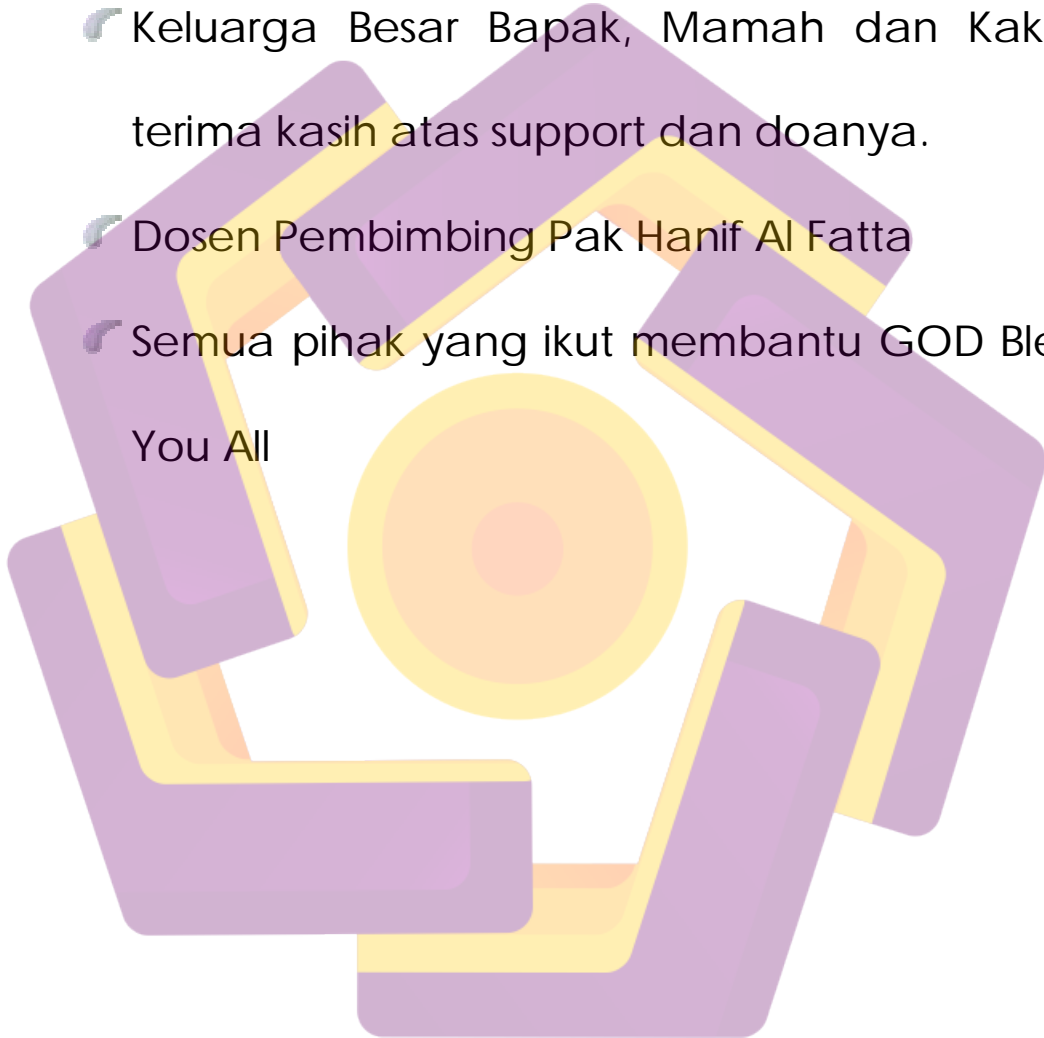 Keluarga Besar Bapak, Mamah dan Kak
terima kasih atas support dan doanya.
Dosen Pembimbing Pak Hanif Al Fatta
Semua pihak yang ikut membantu GOD
You All